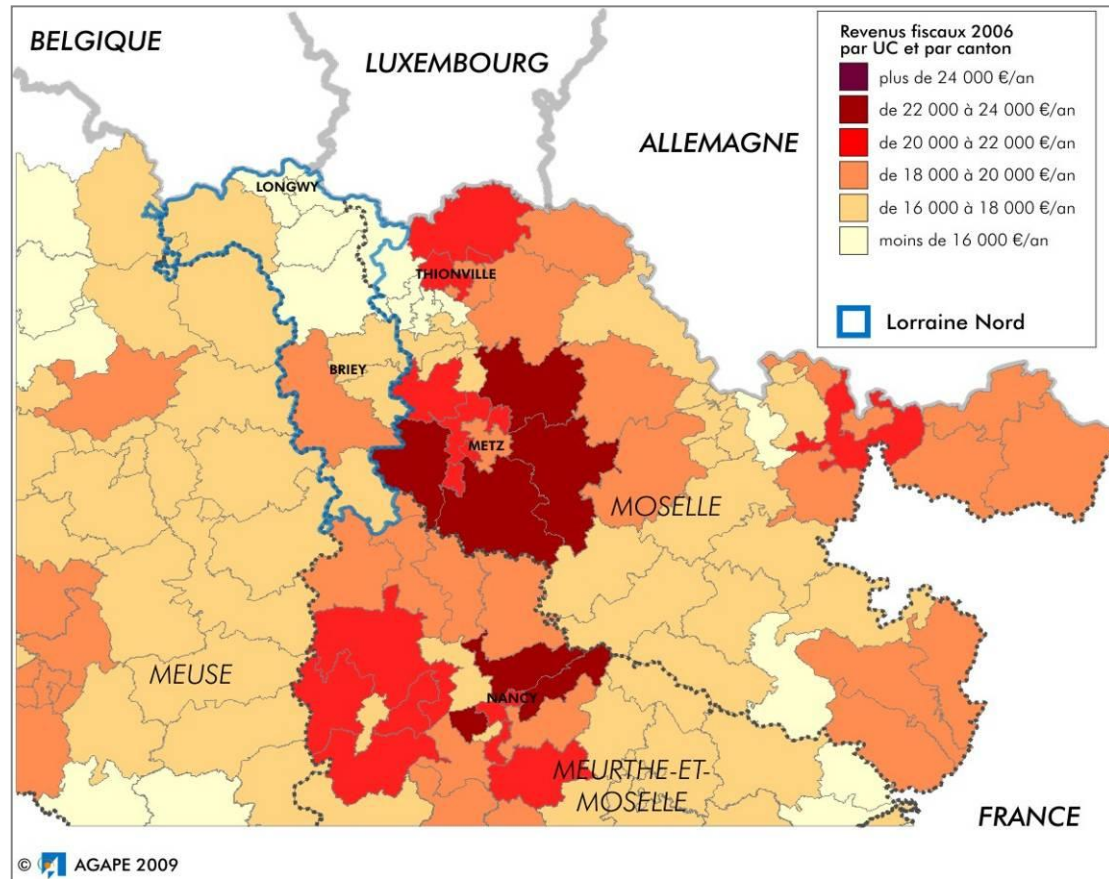 BELGIQUE
LUXEMBOURG
ALLEMAGNE
Revenus fiscaux 2006
par UC et par canton
plus de 24 000 €/an
de 22 000 à 24 000 €/an
de 20 000 à 22 000 €/an
de 18 000 à 20 000 €/an
de 16 000 à 18 000 €/an
moins de 16 000 €/an
Lorraine Nord
LONGWY
THIONVILLE
BRIEY
METZ
MOSELLE
MEUSE
NANCY
MEURTHE-ET-
MOSELLE
FRANCE
© AGAPE 2009